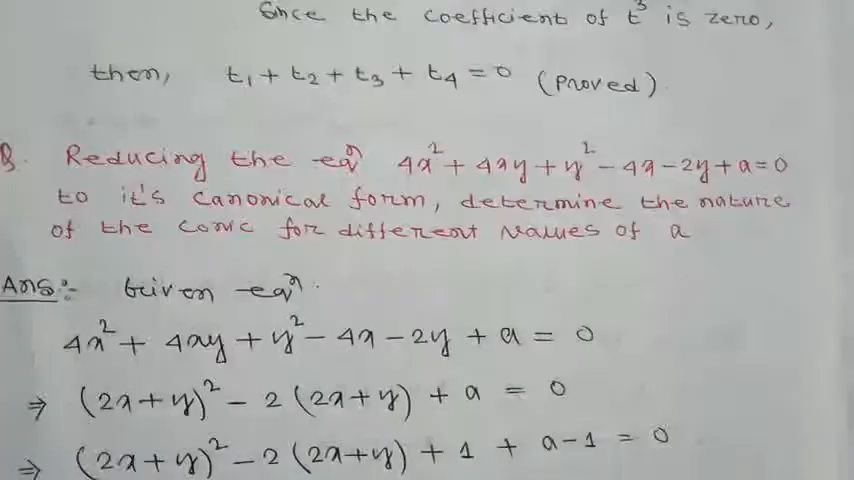 Since the coefficient of t³ is zero,
then, t₁ + t₂ + t₃ + t₄ = 0 (Proved).
Q. Reducing the eqⁿ 4x² + 4xy + y² - 4x - 2y + a = 0
to it's canonical form, determine the nature
of the conic for different values of a
Ans:- Given eqⁿ.
4x² + 4xy + y² - 4x - 2y + a = 0
⇒ (2x + y)² - 2 (2x + y) + a = 0
⇒ (2x + y)² - 2 (2x + y) + 1 + a - 1 = 0